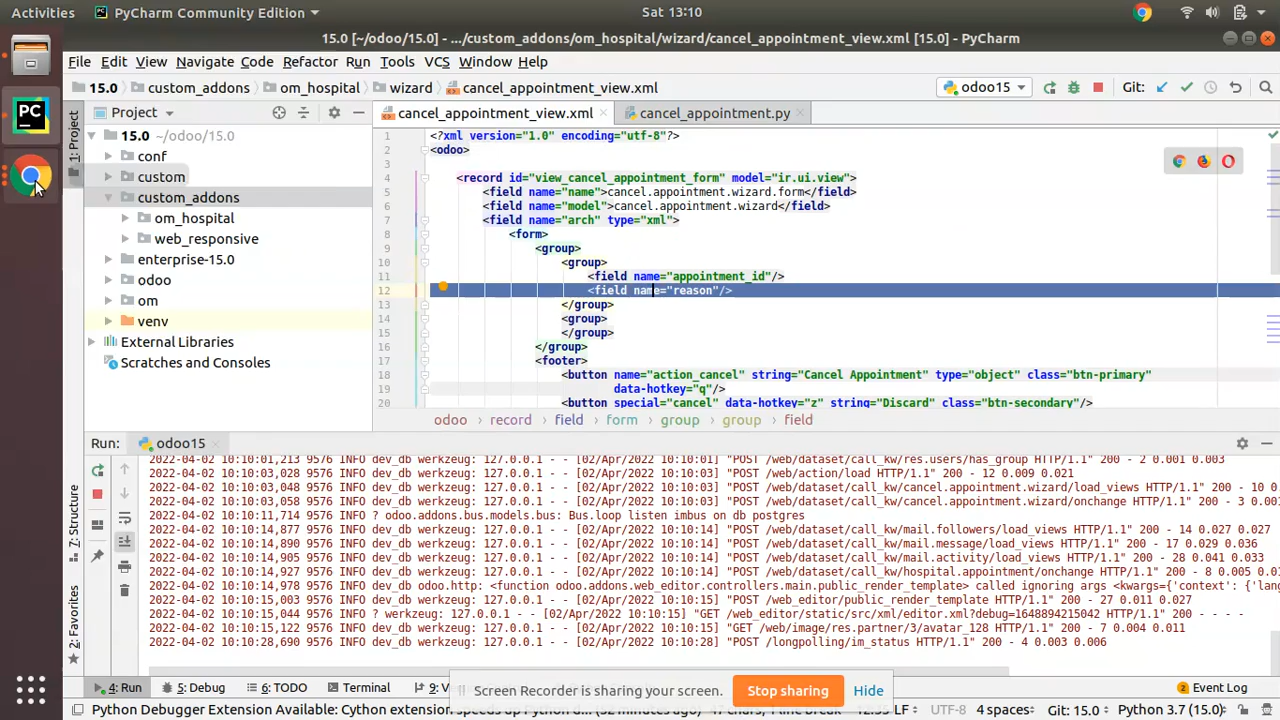 Activities PyCharm Community Edition Sat 13:10
15.0 [~/odoo/15.0] - .../custom_addons/om_hospital/wizard/cancel_appointment_view.xml [15.0] - PyCharm
File Edit View Navigate Code Refactor Run Tools VCS Window Help
15.0 custom_addons om_hospital wizard cancel_appointment_view.xml odoo15 Git:
1: Project
Project
15.0 ~/odoo/15.0
conf
custom
custom_addons
om_hospital
web_responsive
enterprise-15.0
odoo
om
venv
External Libraries
Scratches and Consoles
cancel_appointment_view.xml cancel_appointment.py
1 <?xml version="1.0" encoding="utf-8"?>
2 <odoo>
3
4 <record id="view_cancel_appointment_form" model="ir.ui.view">
5 <field name="name">cancel.appointment.wizard.form</field>
6 <field name="model">cancel.appointment.wizard</field>
7 <field name="arch" type="xml">
8 <form>
9 <group>
10 <group>
11 <field name="appointment_id"/>
12 <field name="reason"/>
13 </group>
14 <group>
15 </group>
16 </group>
17 <footer>
18 <button name="action_cancel" string="Cancel Appointment" type="object" class="btn-primary"
19 data-hotkey="q"/>
20 <button special="cancel" data-hotkey="z" string="Discard" class="btn-secondary"/>
odoo record field form group group field
Run: odoo15
2022-04-02 10:10:01,213 9576 INFO dev_db werkzeug: 127.0.0.1 - - [02/Apr/2022 10:10:01] "POST /web/dataset/call_kw/res.users/has_group HTTP/1.1" 200 - 2 0.001 0.003
2022-04-02 10:10:03,028 9576 INFO dev_db werkzeug: 127.0.0.1 - - [02/Apr/2022 10:10:03] "POST /web/action/load HTTP/1.1" 200 - 12 0.009 0.021
2022-04-02 10:10:03,048 9576 INFO dev_db werkzeug: 127.0.0.1 - - [02/Apr/2022 10:10:03] "POST /web/dataset/call_kw/cancel.appointment.wizard/load_views HTTP/1.1" 200 - 10 0
2022-04-02 10:10:03,058 9576 INFO dev_db werkzeug: 127.0.0.1 - - [02/Apr/2022 10:10:03] "POST /web/dataset/call_kw/cancel.appointment.wizard/onchange HTTP/1.1" 200 - 3 0.00
2022-04-02 10:10:11,714 9576 INFO ? odoo.addons.bus.models.bus: Bus.loop listen imbus on db postgres
2022-04-02 10:10:14,877 9576 INFO dev_db werkzeug: 127.0.0.1 - - [02/Apr/2022 10:10:14] "POST /web/dataset/call_kw/mail.followers/load_views HTTP/1.1" 200 - 14 0.027 0.027
2022-04-02 10:10:14,890 9576 INFO dev_db werkzeug: 127.0.0.1 - - [02/Apr/2022 10:10:14] "POST /web/dataset/call_kw/mail.message/load_views HTTP/1.1" 200 - 17 0.029 0.036
2022-04-02 10:10:14,905 9576 INFO dev_db werkzeug: 127.0.0.1 - - [02/Apr/2022 10:10:14] "POST /web/dataset/call_kw/mail.activity/load_views HTTP/1.1" 200 - 28 0.041 0.033
2022-04-02 10:10:14,927 9576 INFO dev_db werkzeug: 127.0.0.1 - - [02/Apr/2022 10:10:14] "POST /web/dataset/call_kw/hospital.appointment/onchange HTTP/1.1" 200 - 8 0.005 0.01
2022-04-02 10:10:14,978 9576 INFO dev_db odoo.http: <function odoo.addons.web_editor.controllers.main.public_render_template> called ignoring args <kwargs={'context': {'lang
2022-04-02 10:10:15,003 9576 INFO dev_db werkzeug: 127.0.0.1 - - [02/Apr/2022 10:10:15] "POST /web_editor/public_render_template HTTP/1.1" 200 - 27 0.011 0.027
2022-04-02 10:10:15,044 9576 INFO ? werkzeug: 127.0.0.1 - - [02/Apr/2022 10:10:15] "GET /web_editor/static/src/xml/editor.xml?debug=1648894215042 HTTP/1.1" 200 - - - -
2022-04-02 10:10:15,122 9576 INFO dev_db werkzeug: 127.0.0.1 - - [02/Apr/2022 10:10:15] "GET /web/image/res.partner/3/avatar_128 HTTP/1.1" 200 - 7 0.004 0.011
2022-04-02 10:10:28,690 9576 INFO dev_db werkzeug: 127.0.0.1 - - [02/Apr/2022 10:10:28] "POST /longpolling/im_status HTTP/1.1" 200 - 4 0.003 0.006
7: Structure
2: Favorites
Screen Recorder is sharing your screen. Stop sharing Hide
4: Run 5: Debug 6: TODO Terminal 9: Event Log
Python Debugger Extension Available: Cython extension LF UTF-8 4 spaces Git: 15.0 Python 3.7 (15.0)